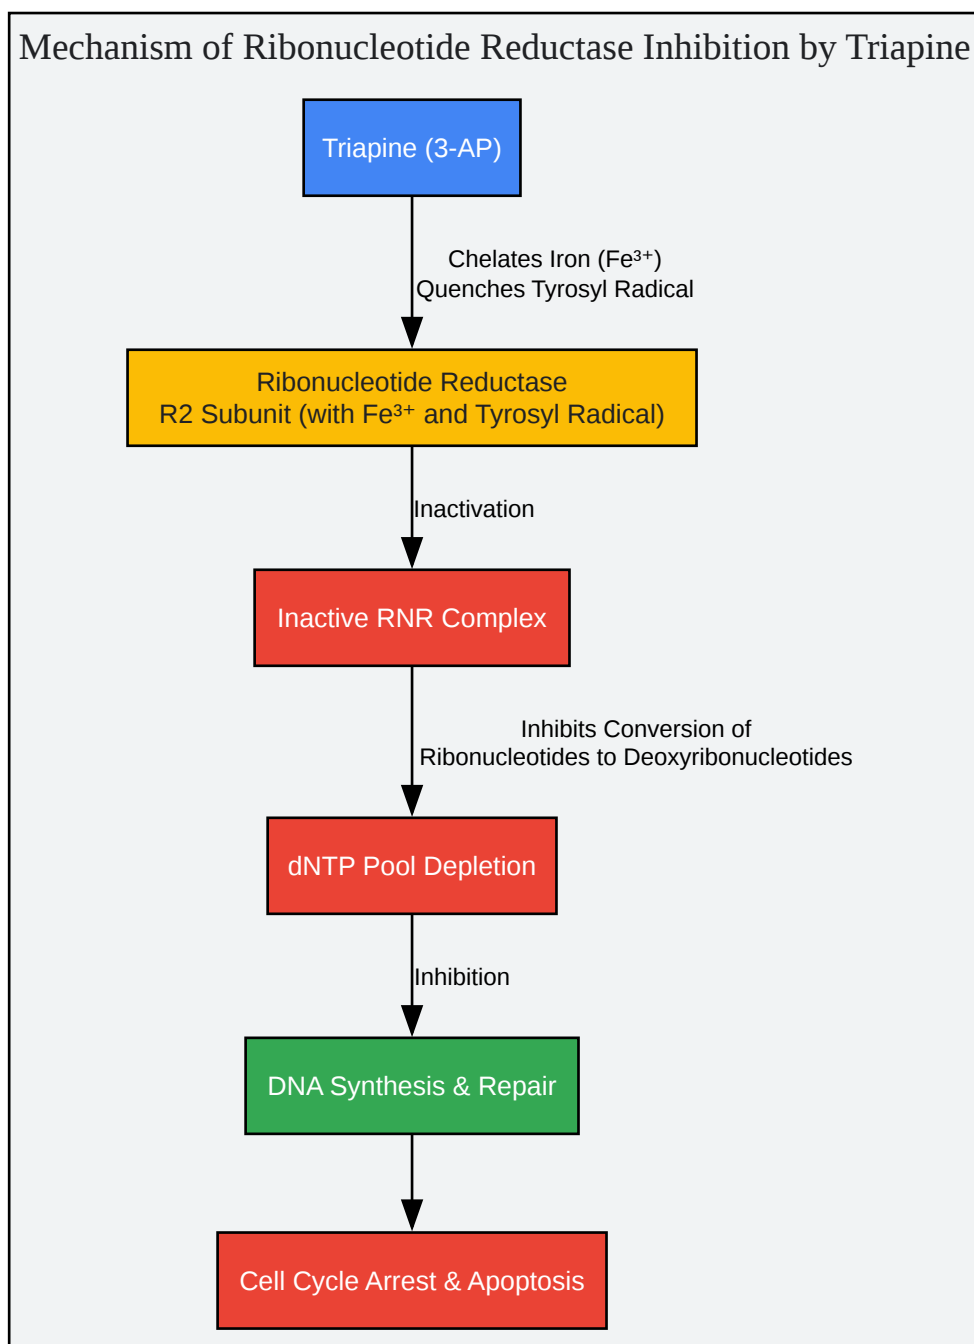 Mechanism of Ribonucleotide Reductase Inhibition by Triapine
Triapine (3-AP)
Chelates Iron (Fe³⁺)
Quenches Tyrosyl Radical
Ribonucleotide Reductase
R2 Subunit (with Fe³⁺ and Tyrosyl Radical)
Inactivation
Inactive RNR Complex
Inhibits Conversion of
Ribonucleotides to Deoxyribonucleotides
dNTP Pool Depletion
Inhibition
DNA Synthesis & Repair
Cell Cycle Arrest & Apoptosis